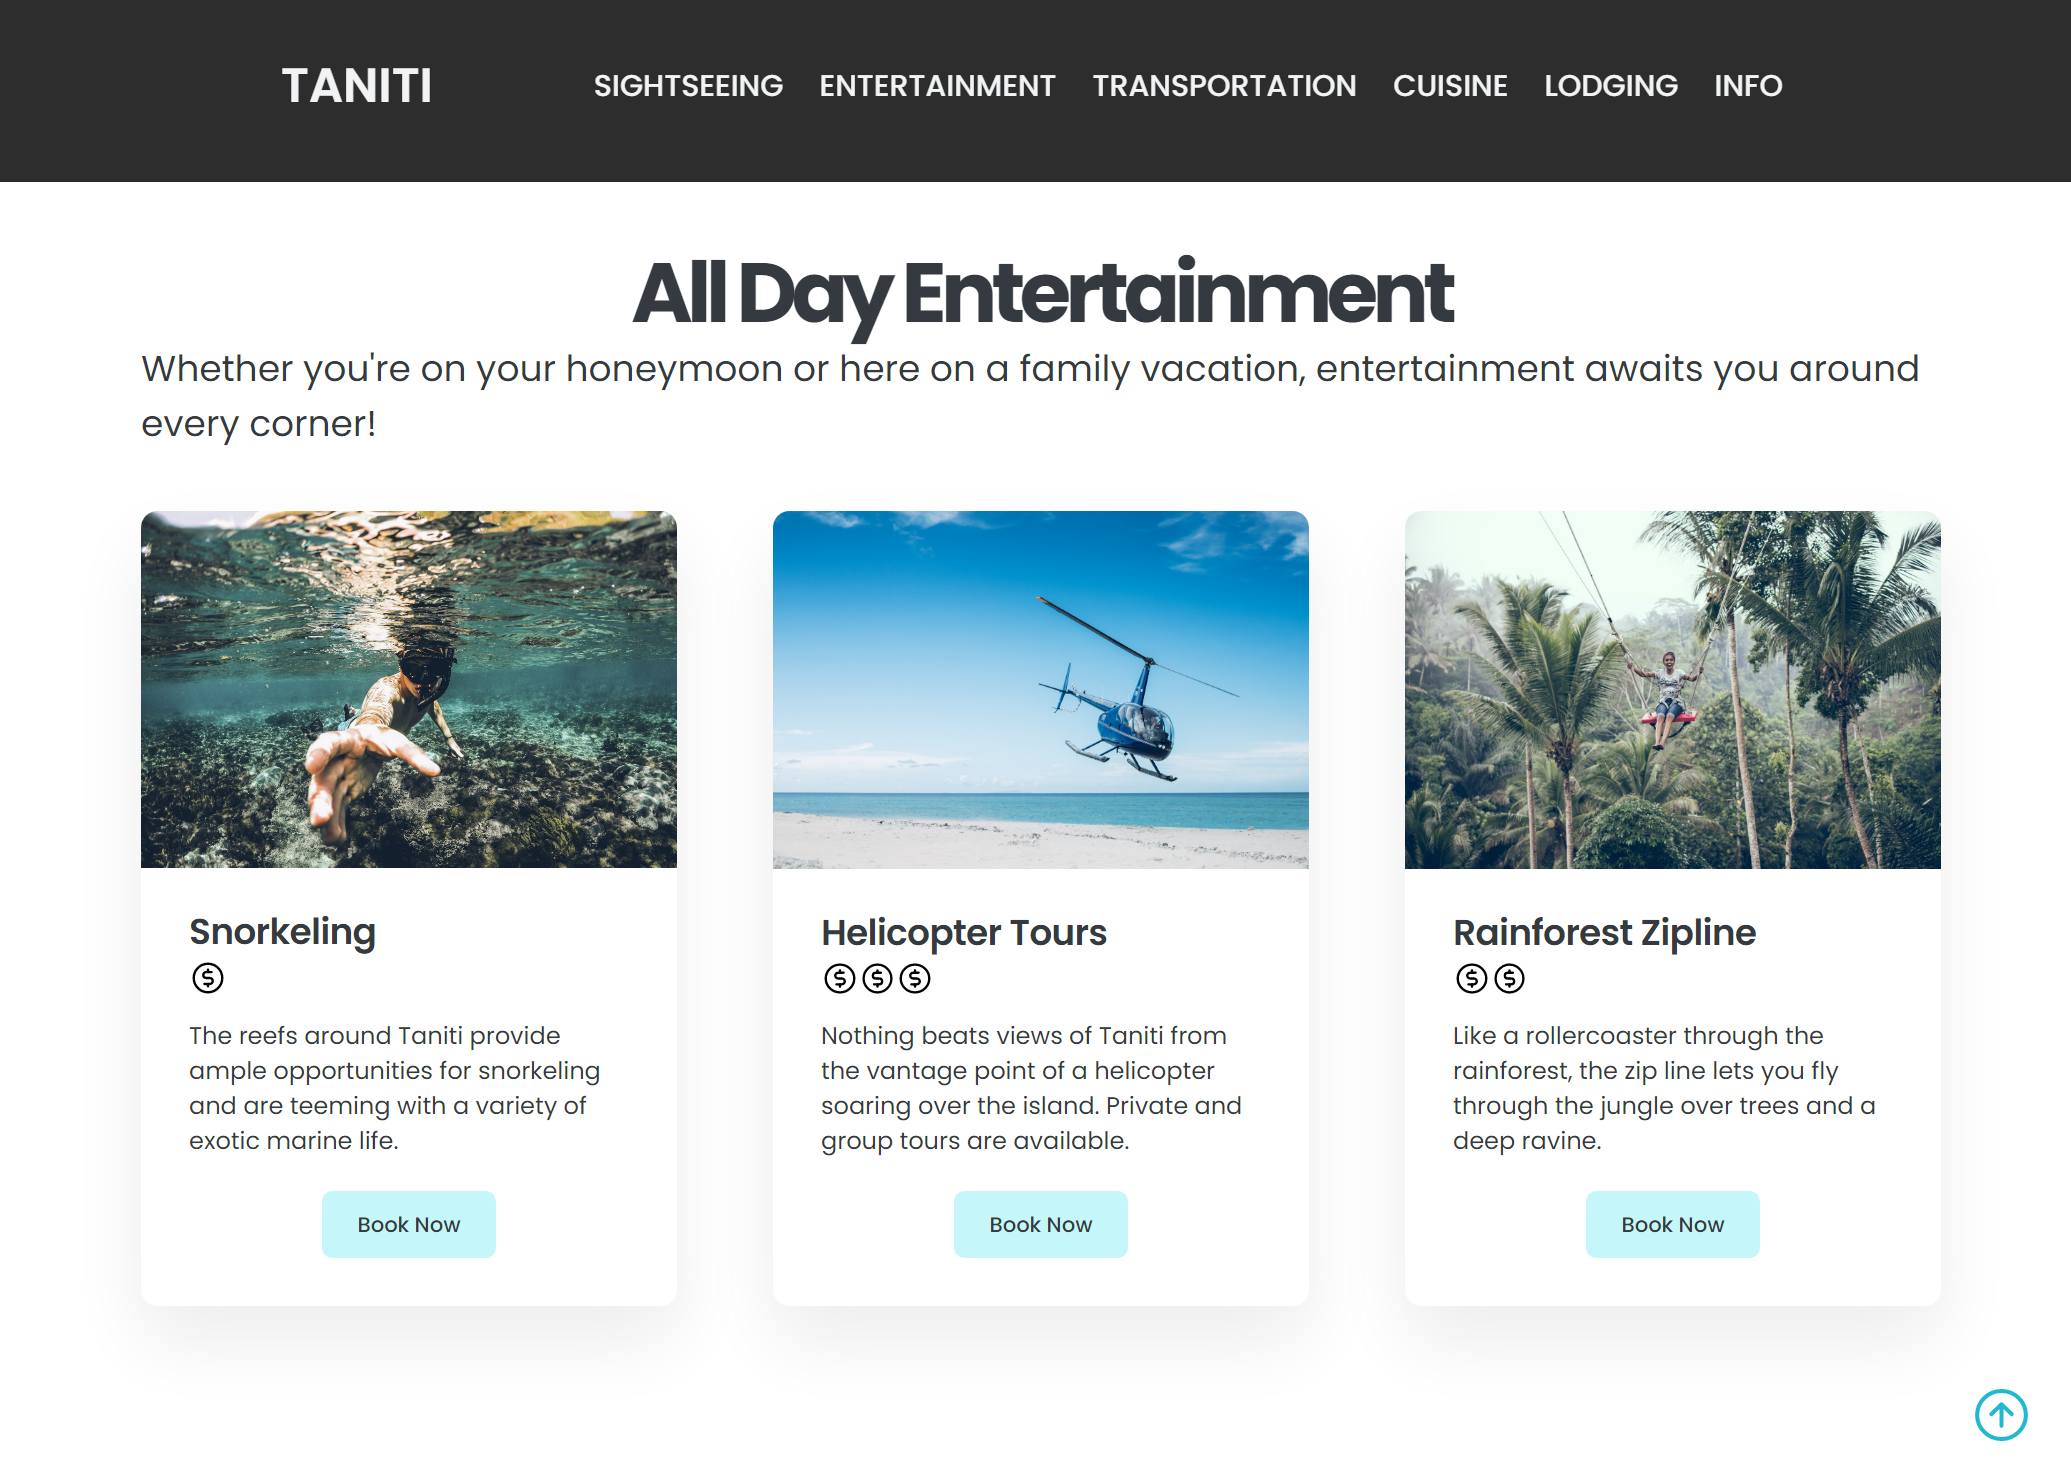 TANITI
SIGHTSEEING ENTERTAINMENT TRANSPORTATION CUISINE LODGING INFO
All Day Entertainment
Whether you're on your honeymoon or here on a family vacation, entertainment awaits you around
every corner!
Snorkeling
$
The reefs around Taniti provide
ample opportunities for snorkeling
and are teeming with a variety of
exotic marine life.
Book Now
Helicopter Tours
$ $ $
Nothing beats views of Taniti from
the vantage point of a helicopter
soaring over the island. Private and
group tours are available.
Book Now
Rainforest Zipline
$ $
Like a rollercoaster through the
rainforest, the zip line lets you fly
through the jungle over trees and a
deep ravine.
Book Now